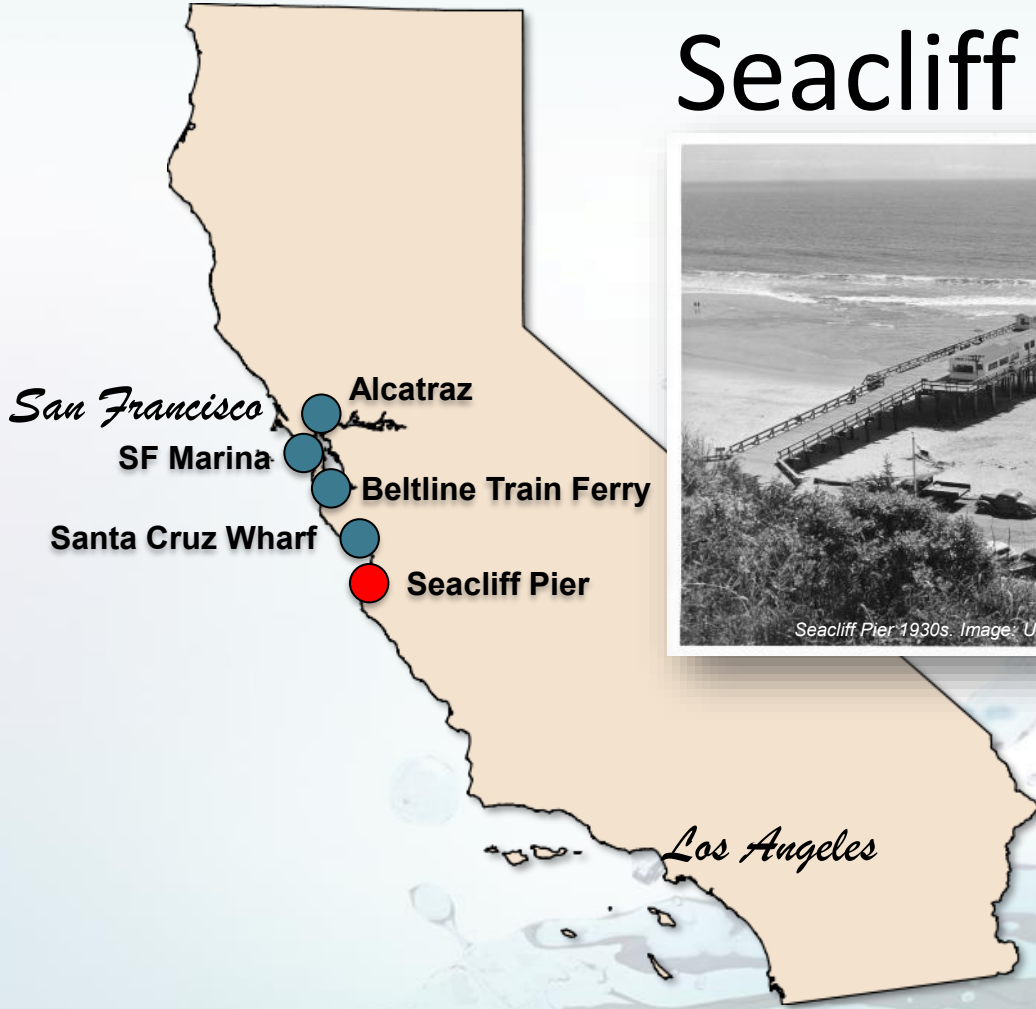 Seacliff
San Francisco
Alcatraz
SF Marina
Beltline Train Ferry
Santa Cruz Wharf
Seacliff Pier
Seacliff Pier 1930s. Image: U
Los Angeles